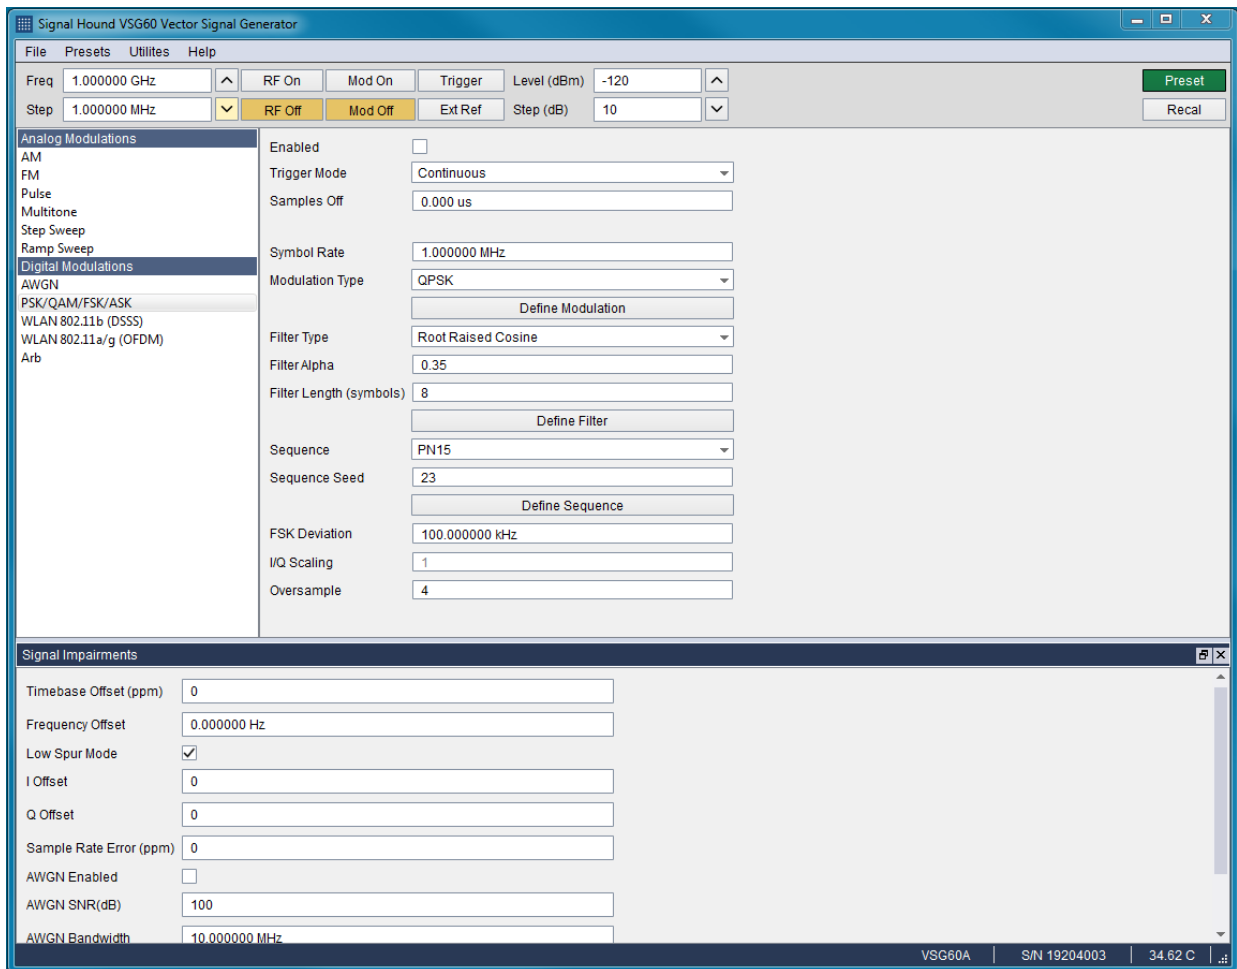 Signal Hound VSG60 Vector Signal Generator
File Presets Utilites Help
Freq 1.000000 GHz RF On Mod On Trigger Level (dBm) -120 Preset
Step 1.000000 MHz RF Off Mod Off Ext Ref Step (dB) 10 Recal
Analog Modulations
AM
FM
Pulse
Multitone
Step Sweep
Ramp Sweep
Digital Modulations
AWGN
PSK/QAM/FSK/ASK
WLAN 802.11b (DSSS)
WLAN 802.11a/g (OFDM)
Arb
Enabled
Trigger Mode Continuous
Samples Off 0.000 us
Symbol Rate 1.000000 MHz
Modulation Type QPSK
Define Modulation
Filter Type Root Raised Cosine
Filter Alpha 0.35
Filter Length (symbols) 8
Define Filter
Sequence PN15
Sequence Seed 23
Define Sequence
FSK Deviation 100.000000 kHz
I/Q Scaling 1
Oversample 4
Signal Impairments
Timebase Offset (ppm) 0
Frequency Offset 0.000000 Hz
Low Spur Mode
I Offset 0
Q Offset 0
Sample Rate Error (ppm) 0
AWGN Enabled
AWGN SNR(dB) 100
AWGN Bandwidth 10.000000 MHz
VSG60A S/N 19204003 34.62 C